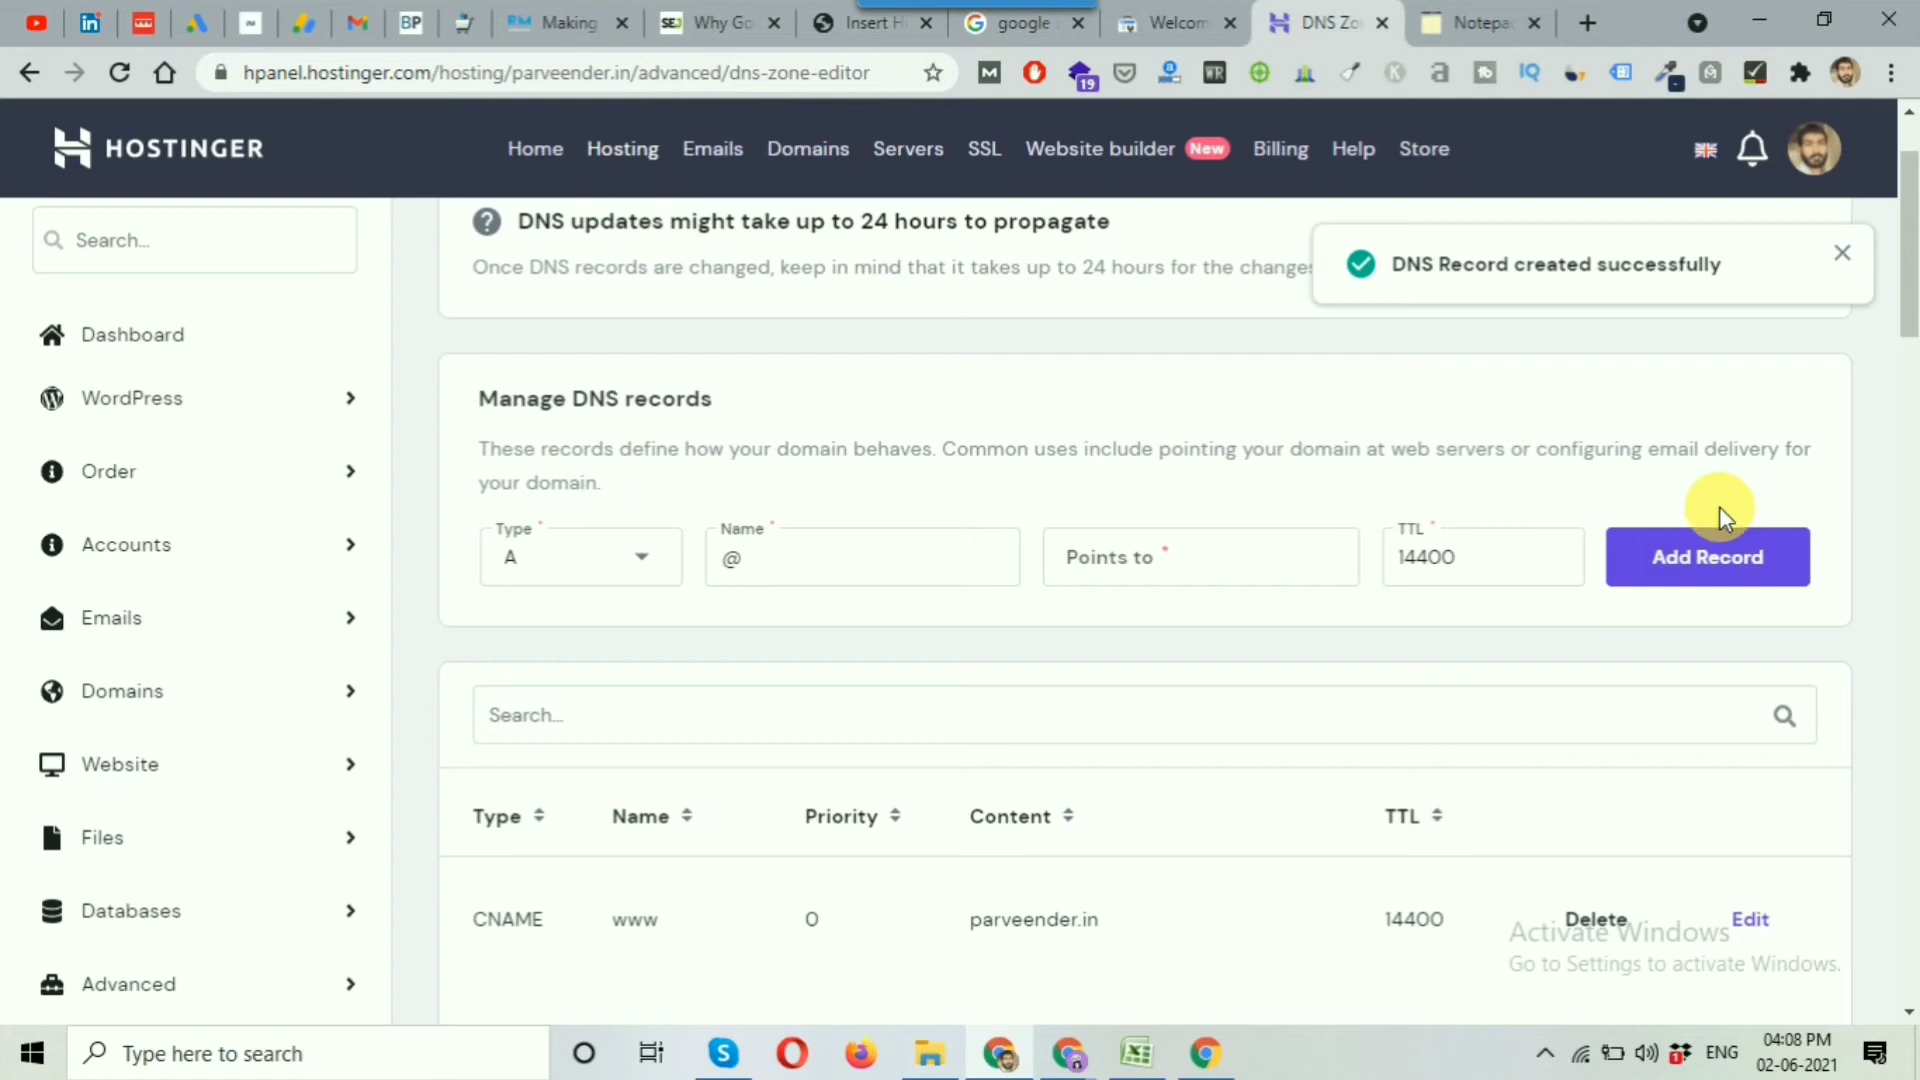 Making
SEJ Why Go
Insert H
google
Welcom
DNS Zo
Notepa
hpanel.hostinger.com/hosting/parveender.in/advanced/dns-zone-editor
19
HOSTINGER
Home Hosting Emails Domains Servers SSL Website builder New Billing Help Store
Search...
Dashboard
WordPress
Order
Accounts
Emails
Domains
Website
Files
Databases
Advanced
DNS updates might take up to 24 hours to propagate
Once DNS records are changed, keep in mind that it takes up to 24 hours for the changes
DNS Record created successfully
Manage DNS records
These records define how your domain behaves. Common uses include pointing your domain at web servers or configuring email delivery for
your domain.
Type *
A
Name *
@
Points to *
TTL *
14400
Add Record
Search...
Type Name Priority Content TTL
CNAME www 0 parveender.in 14400 Delete Edit
Activate Windows
Go to Settings to activate Windows.
Type here to search
ENG
04:08 PM
02-06-2021